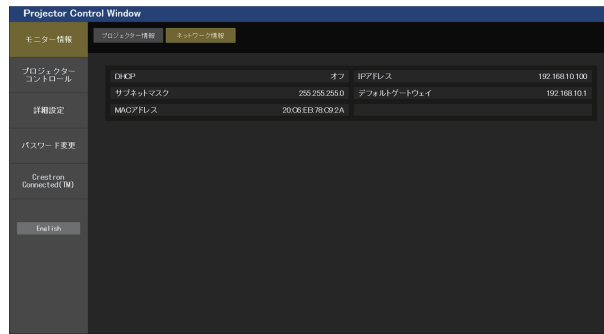 Projector Control Window
モニター情報
プロジェクター情報
ネットワーク情報
プロジェクター
コントロール
詳細設定
パスワード変更
Crestron
Connected(TM)
English
DHCP オフ IPアドレス 192.168.10.100
サブネットマスク 255.255.255.0 デフォルトゲートウェイ 192.168.10.1
MACアドレス 20:C6:EB:78:C9:2A